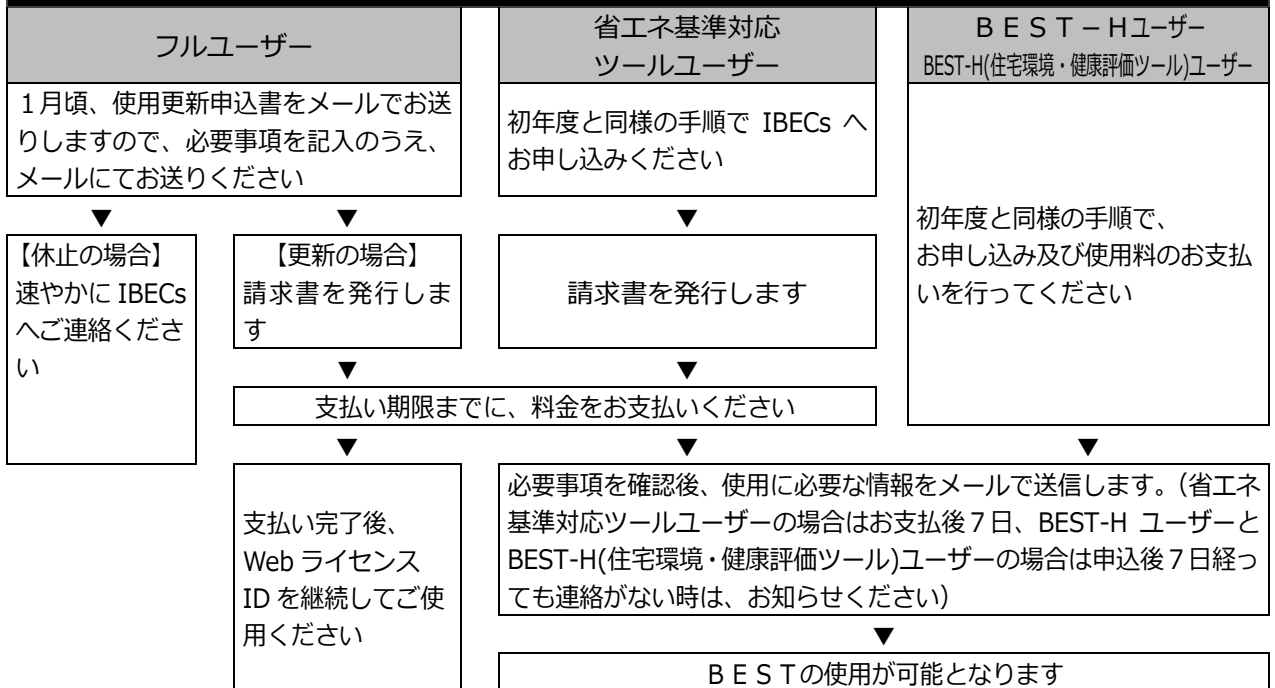 フルユーザー
省エネ基準対応
ツールユーザー
ＢＥＳＴ－Ｈユーザー
BEST-H(住宅環境・健康評価ツール)ユーザー
１月頃、使用更新申込書をメールでお送
りしますので、必要事項を記入のうえ、
メールにてお送りください
初年度と同様の手順で IBECs へ
お申し込みください
初年度と同様の手順で、
お申し込み及び使用料のお支払
いを行ってください
▼
▼
▼
【休止の場合】
速やかに IBECs
へご連絡くださ
い
【更新の場合】
請求書を発行しま
す
請求書を発行します
▼
▼
支払い期限までに、料金をお支払いください
▼
▼
▼
支払い完了後、
Web ライセンス
ID を継続してご使
用ください
必要事項を確認後、使用に必要な情報をメールで送信します。（省エネ
基準対応ツールユーザーの場合はお支払後７日、BEST-H ユーザーと
BEST-H(住宅環境・健康評価ツール)ユーザーの場合は申込後７日経っ
ても連絡がない時は、お知らせください）
▼
ＢＥＳＴの使用が可能となります